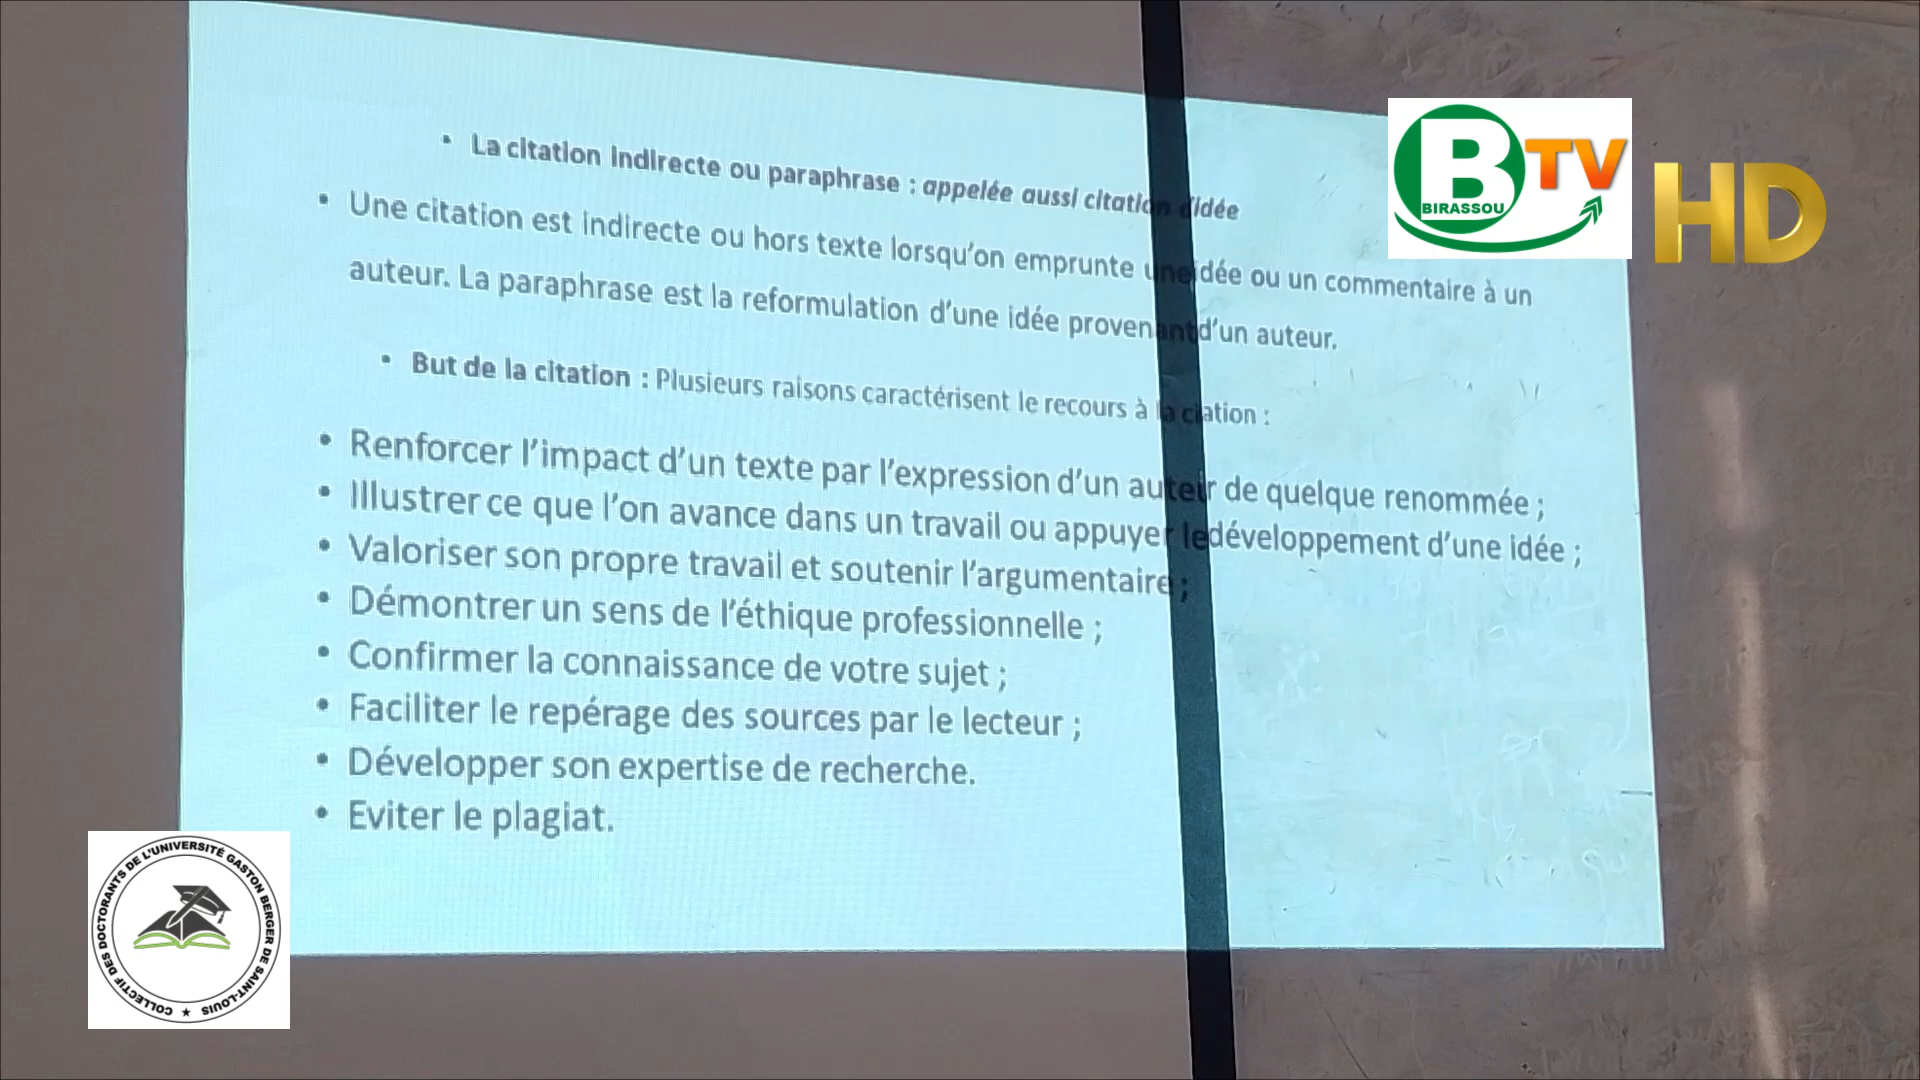 • La citation indirecte ou paraphrase : appelée aussi citation d'idée
• Une citation est indirecte ou hors texte lorsqu'on emprunte une idée ou un commentaire à un
auteur. La paraphrase est la reformulation d'une idée provenant d'un auteur.
• But de la citation : Plusieurs raisons caractérisent le recours à la ciation :
• Renforcer l'impact d'un texte par l'expression d'un auteir de quelque renommée ;
• Illustrer ce que l'on avance dans un travail ou appuyer le développement d'une idée ;
• Valoriser son propre travail et soutenir l'argumentaire ;
• Démontrer un sens de l'éthique professionnelle ;
• Confirmer la connaissance de votre sujet ;
• Faciliter le repérage des sources par le lecteur ;
• Développer son expertise de recherche.
• Eviter le plagiat.
B TV HD
BIRASSOU
COLLECTIF DES DOCTORANTS DE L'UNIVERSITÉ GASTON BERGER DE SAINT-LOUIS